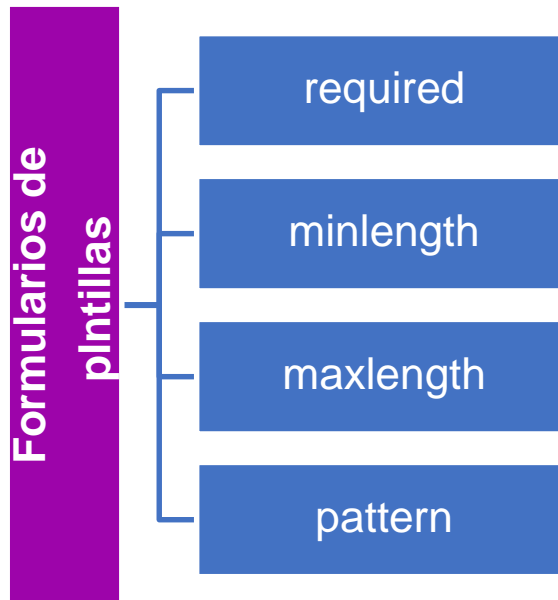 Formularios de
plntillas
required
minlength
maxlength
pattern